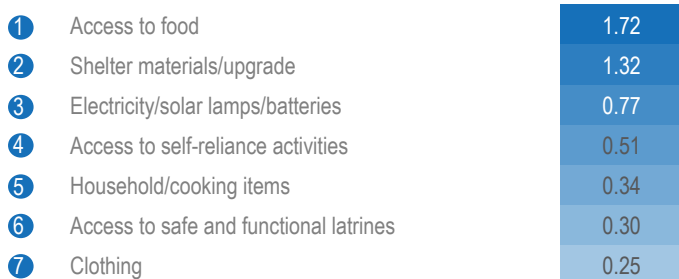 1 Access to food 1.72
2 Shelter materials/upgrade 1.32
3 Electricity/solar lamps/batteries 0.77
4 Access to self-reliance activities 0.51
5 Household/cooking items 0.34
6 Access to safe and functional latrines 0.30
7 Clothing 0.25